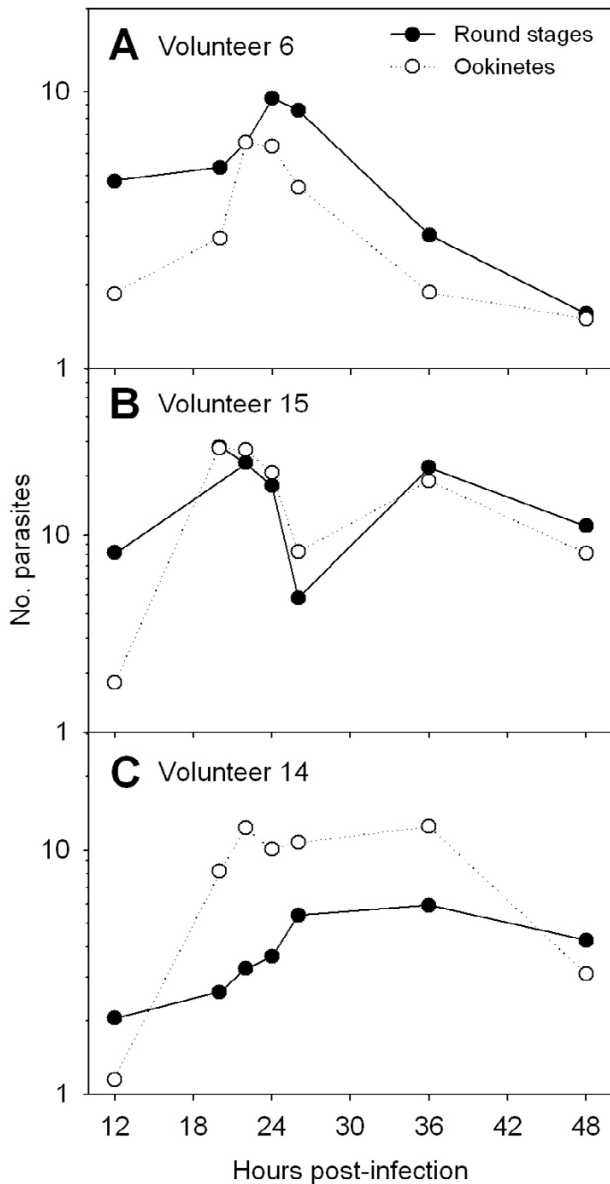 A Volunteer 6
Round stages
Ookinetes
10
1
B Volunteer 15
10
1
C Volunteer 14
10
1
No. parasites
12 18 24 30 36 42 48
Hours post-infection